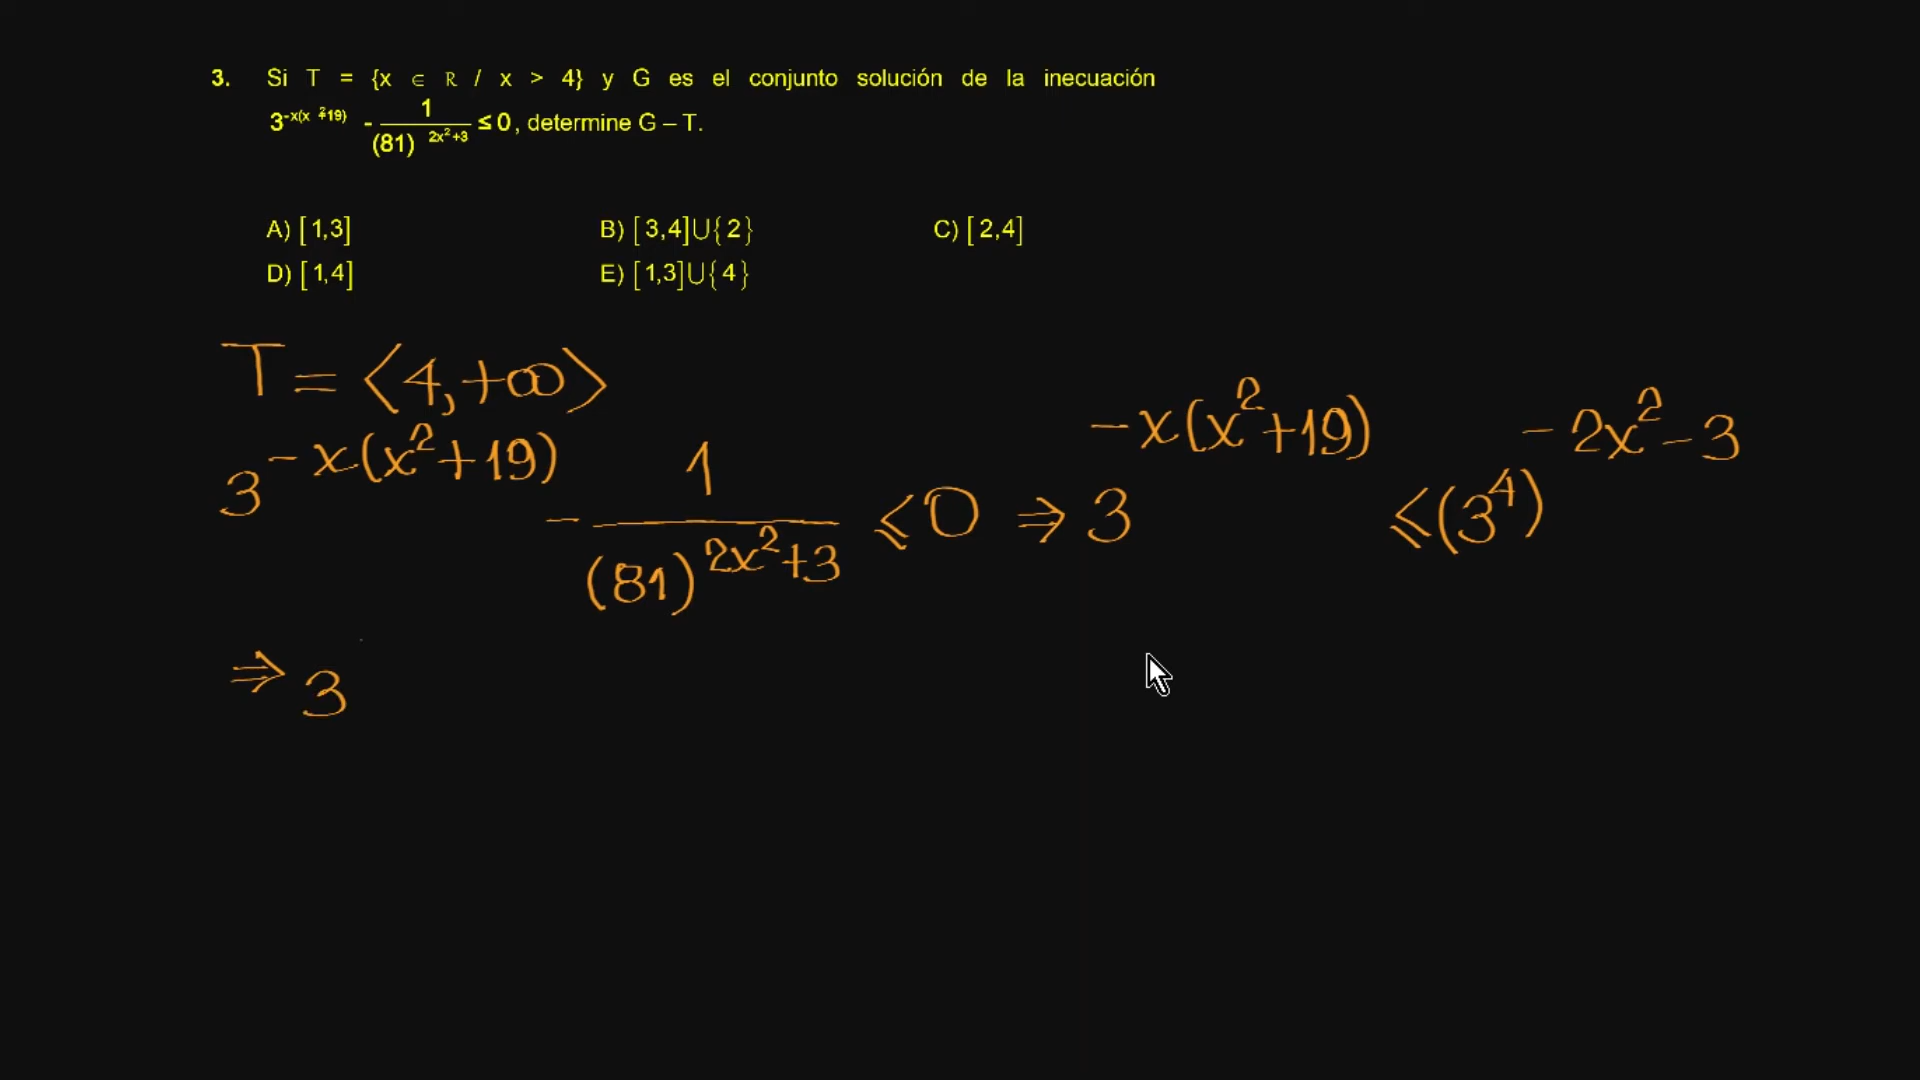 3. Si T = {x ∈ ℝ / x > 4} y G es el conjunto solución de la inecuación
3^{-x(x²+19)} - 1/(81)^{2x²+3} ≤ 0, determine G – T.
A) [1,3] B) [3,4]∪{2} C) [2,4]
D) [1,4] E) [1,3]∪{4}
T = ⟨4,+∞⟩
3^{-x(x²+19)} - 1/(81)^{2x²+3} ≤ 0 ⇒ 3^{-x(x²+19)} ≤ (3⁴)^{-2x²-3}
⇒ 3